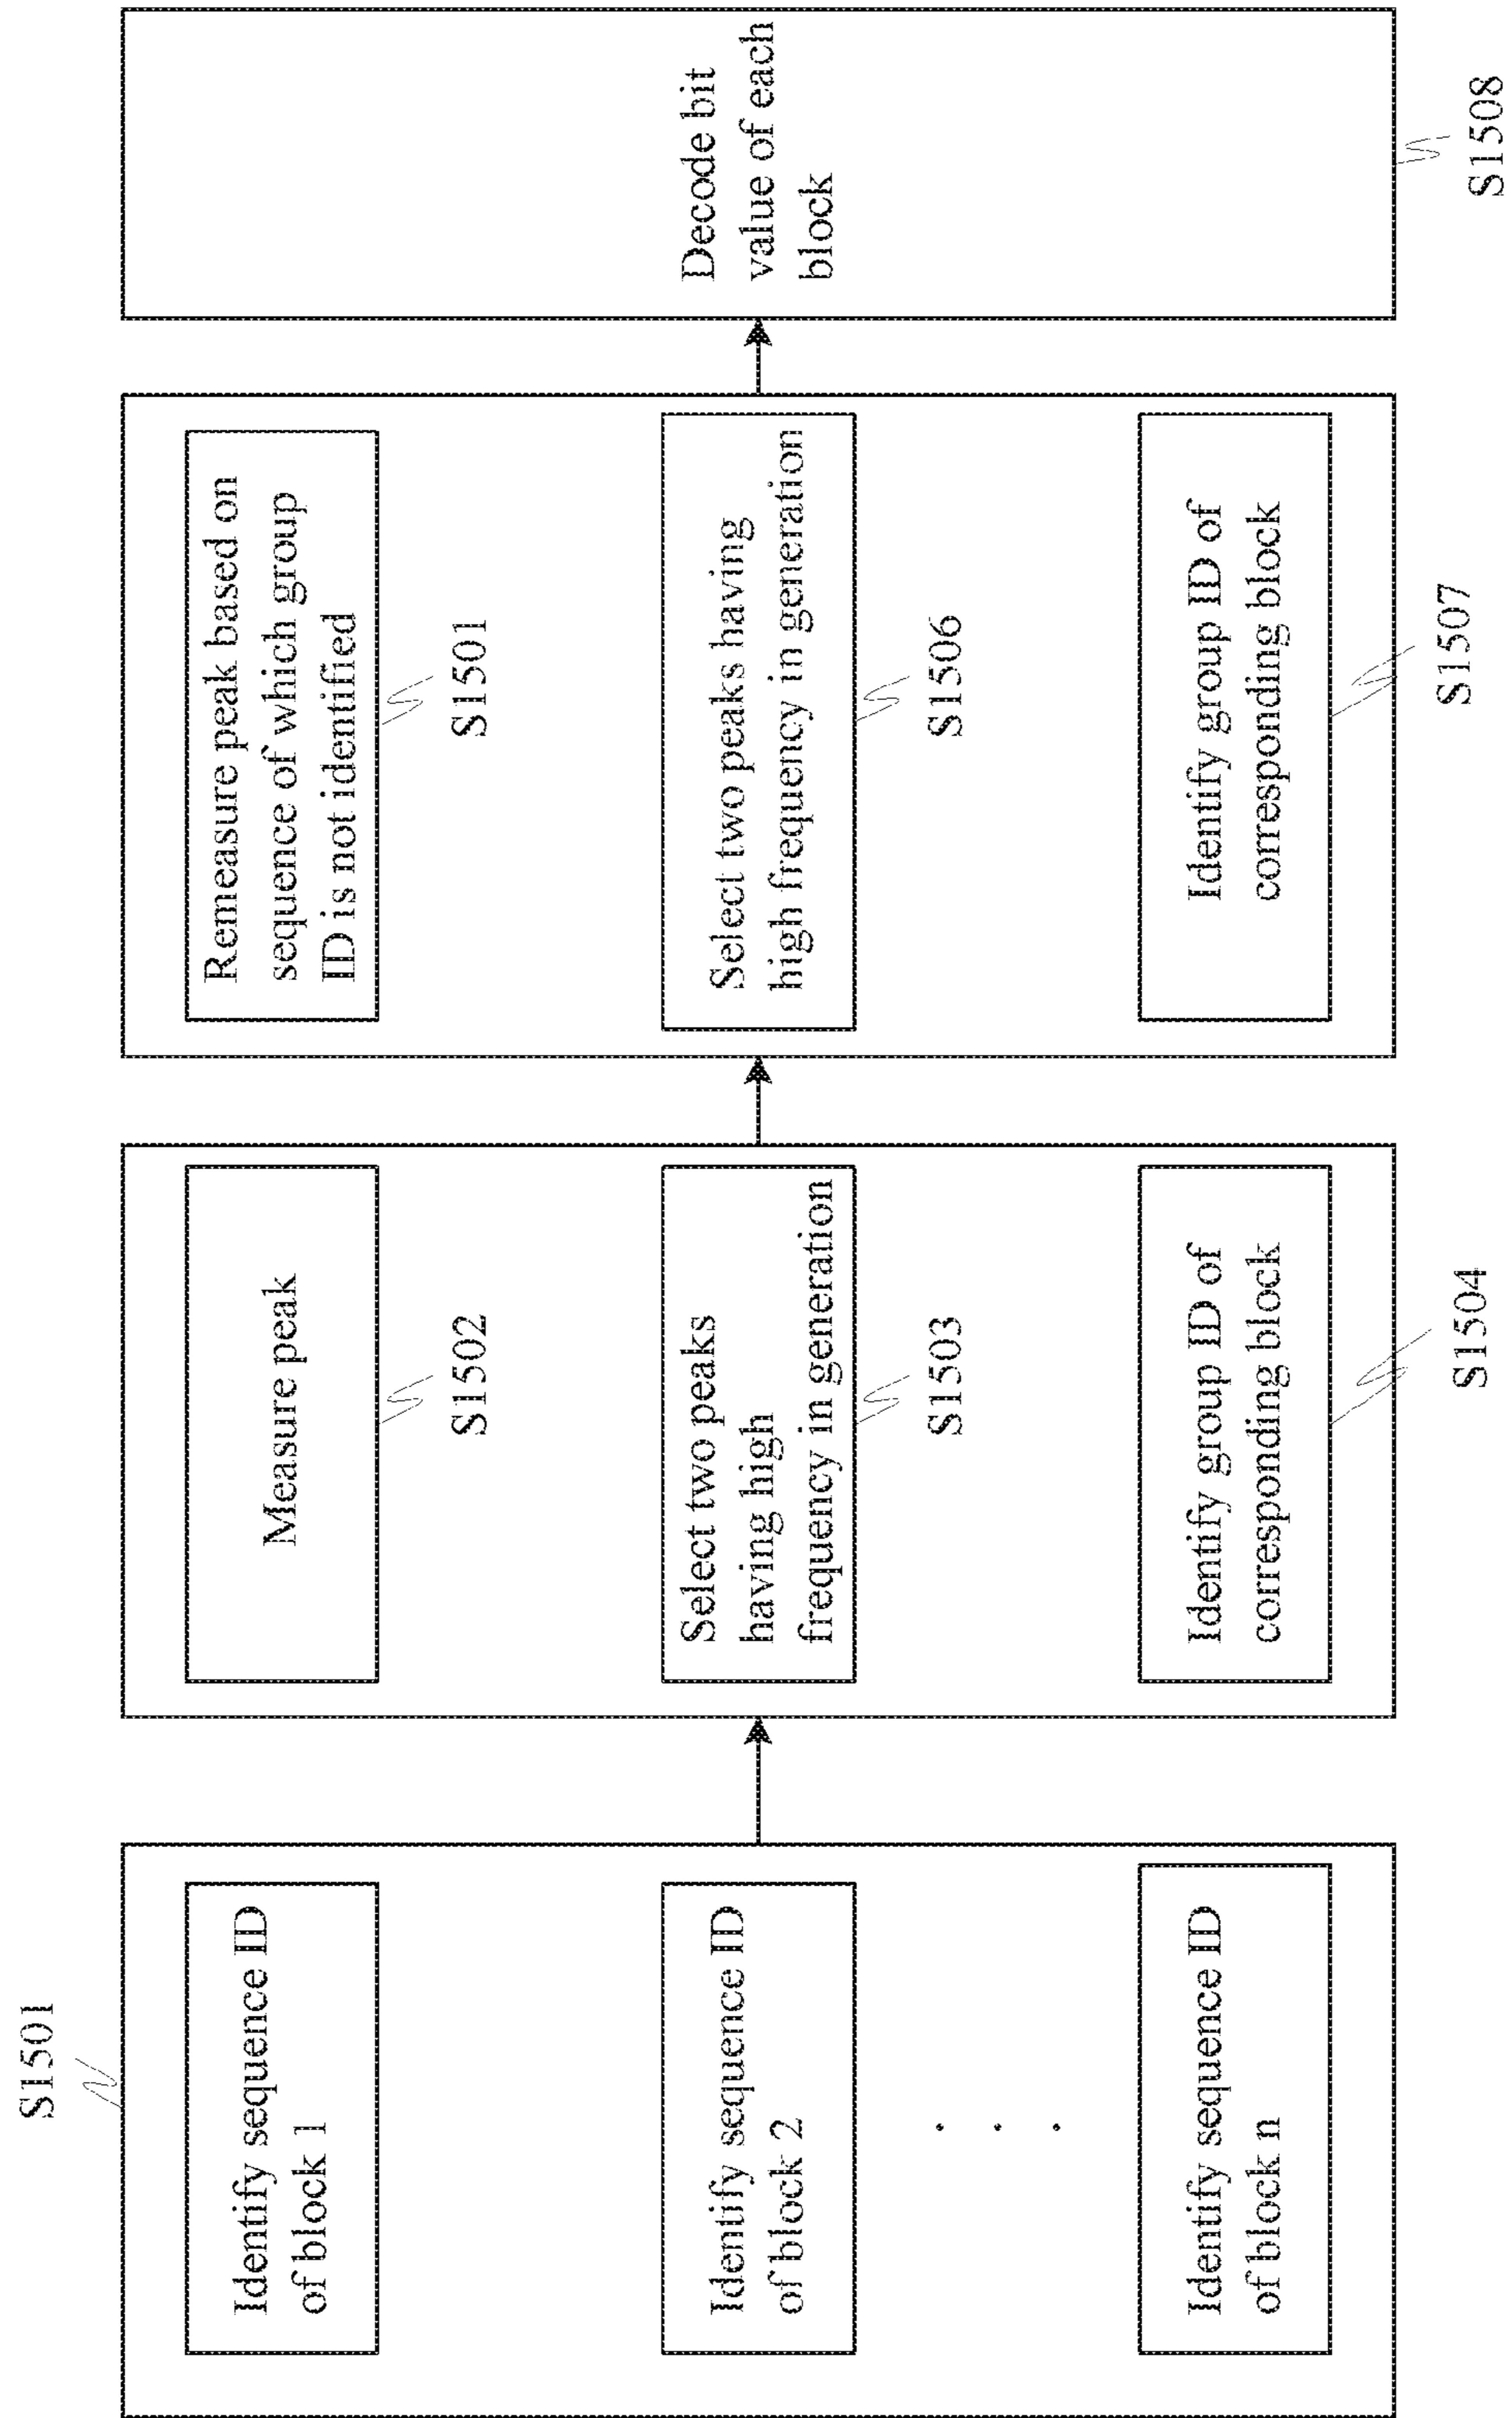 S1501
Identify sequence ID
of block 1
Identify sequence ID
of block 2
. . .
Identify sequence ID
of block n
Measure peak
S1502
Select two peaks
having high
frequency in generation
S1503
Identify group ID of
corresponding block
S1504
Remeasure peak based on
sequence of which group
ID is not identified
S1501
Select two peaks having
high frequency in generation
S1506
Identify group ID of
corresponding block
S1507
Decode bit
value of each
block
S1508